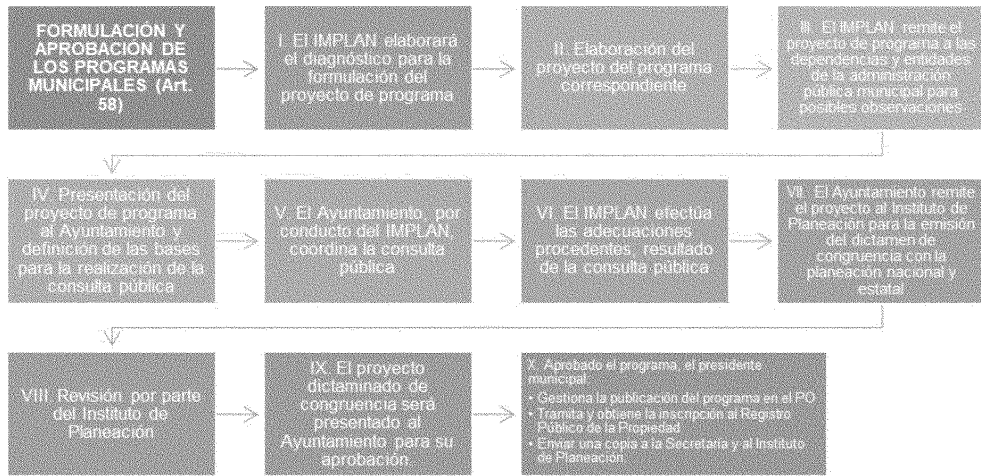 FORMULACIÓN Y
APROBACIÓN DE
LOS PROGRAMAS
MUNICIPALES (Art.
58)
I. El IMPLAN elaborará
el diagnóstico para la
formulación del
proyecto de programa
II. Elaboración del
proyecto del programa
correspondiente
III. El IMPLAN remite el
proyecto de programa a las
dependencias y entidades
de la administración
pública municipal para
posibles observaciones
IV. Presentación del
proyecto de programa
al Ayuntamiento y
definición de las bases
para la realización de la
consulta pública
V. El Ayuntamiento, por
conducto del IMPLAN,
coordina la consulta
pública
VI. El IMPLAN efectúa
las adecuaciones
procedentes, resultado
de la consulta pública
VII. El Ayuntamiento remite
el proyecto al Instituto de
Planeación para la emisión
del dictamen de
congruencia con la
planeación nacional y
estatal
VIII. Revisión por parte
del Instituto de
Planeación
IX. El proyecto
dictaminado de
congruencia será
presentado al
Ayuntamiento para su
aprobación
X. Aprobado el programa, el presidente
municipal:
• Gestiona la publicación del programa en el PO
• Tramita y obtiene la inscripción al Registro
Público de la Propiedad
• Enviar una copia a la Secretaría y al Instituto
de Planeación